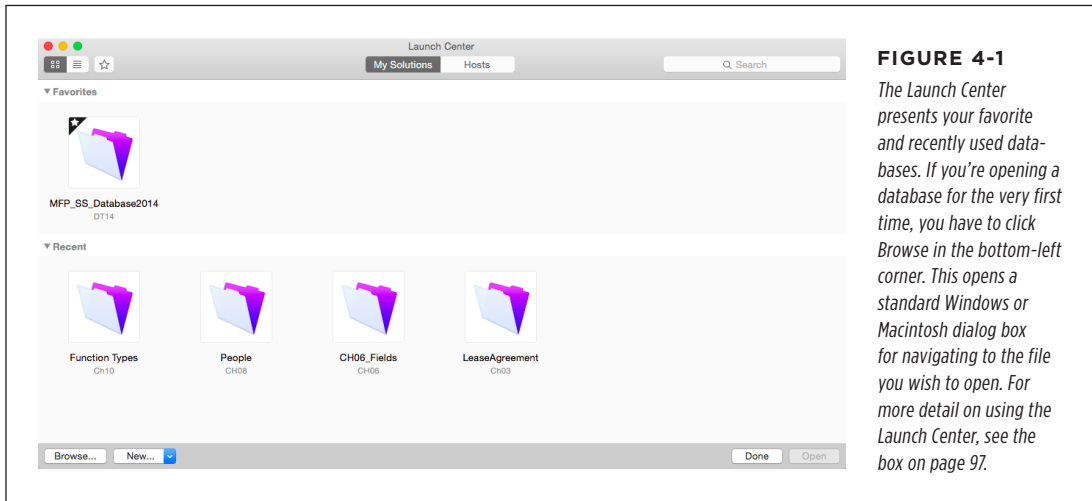 Launch Center
My Solutions Hosts
Search
Favorites
MFP_SS_Database2014
DT14
Recent
Function Types
Ch10
People
CH08
CH06_Fields
CH06
LeaseAgreement
Ch03
Browse... New... Done Open
FIGURE 4-1
The Launch Center
presents your favorite
and recently used data-
bases. If you're opening a
database for the very first
time, you have to click
Browse in the bottom-left
corner. This opens a
standard Windows or
Macintosh dialog box
for navigating to the file
you wish to open. For
more detail on using the
Launch Center, see the
box on page 97.